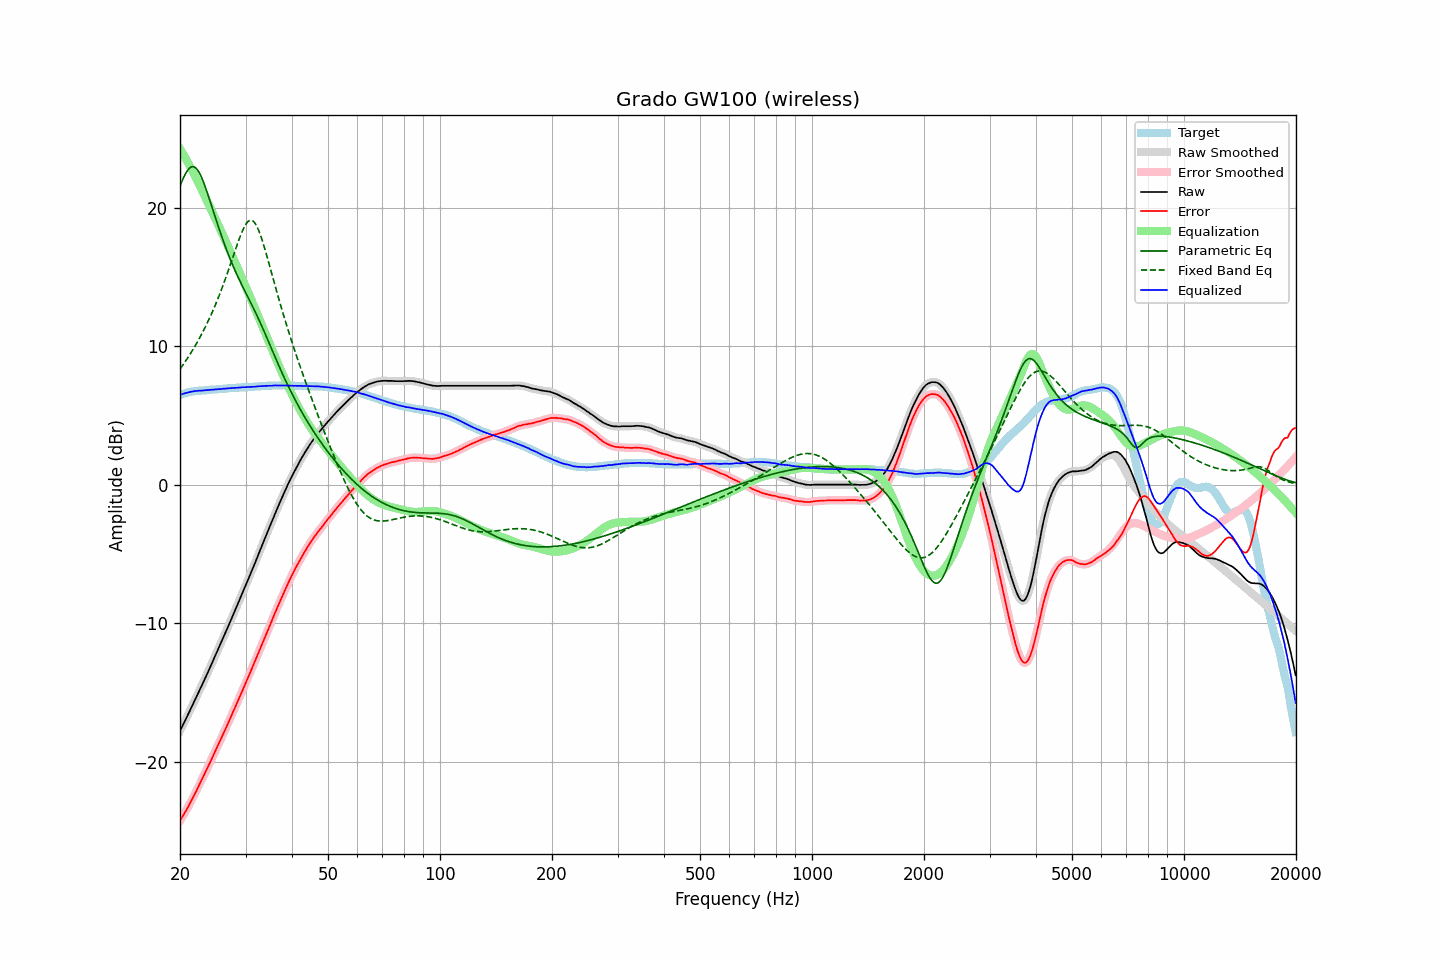 Grado GW100 (wireless)
Target
Raw Smoothed
Error Smoothed
Raw
Error
Equalization
Parametric Eq
Fixed Band Eq
Equalized
Amplitude (dBr)
20
10
0
−10
−20
20 50 100 200 500 1000 2000 5000 10000 20000
Frequency (Hz)